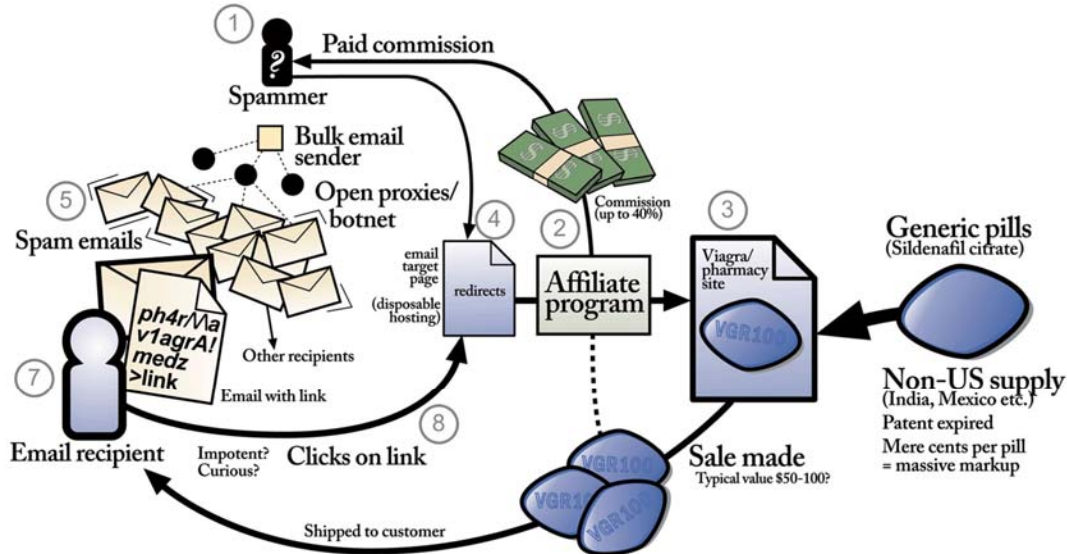 1
Paid commission
?
Spammer
Bulk email
sender
Open proxies/
botnet
5
Spam emails
ph4r/\/\a
v1agrA!
medz
>link
Other recipients
Email with link
7
Email recipient
Impotent?
Curious?
Clicks on link
8
4
email
target
page
(disposable
hosting)
redirects
$
$
$
$
$
$
Commission
(up to 40%)
2
Affiliate
program
3
Viagra/
pharmacy
site
VGR100
Generic pills
(Sildenafil citrate)
Non-US supply
(India, Mexico etc.)
Patent expired
Mere cents per pill
= massive markup
Sale made
Typical value $50-100?
VGR100
VGR10
VGR100
Shipped to customer